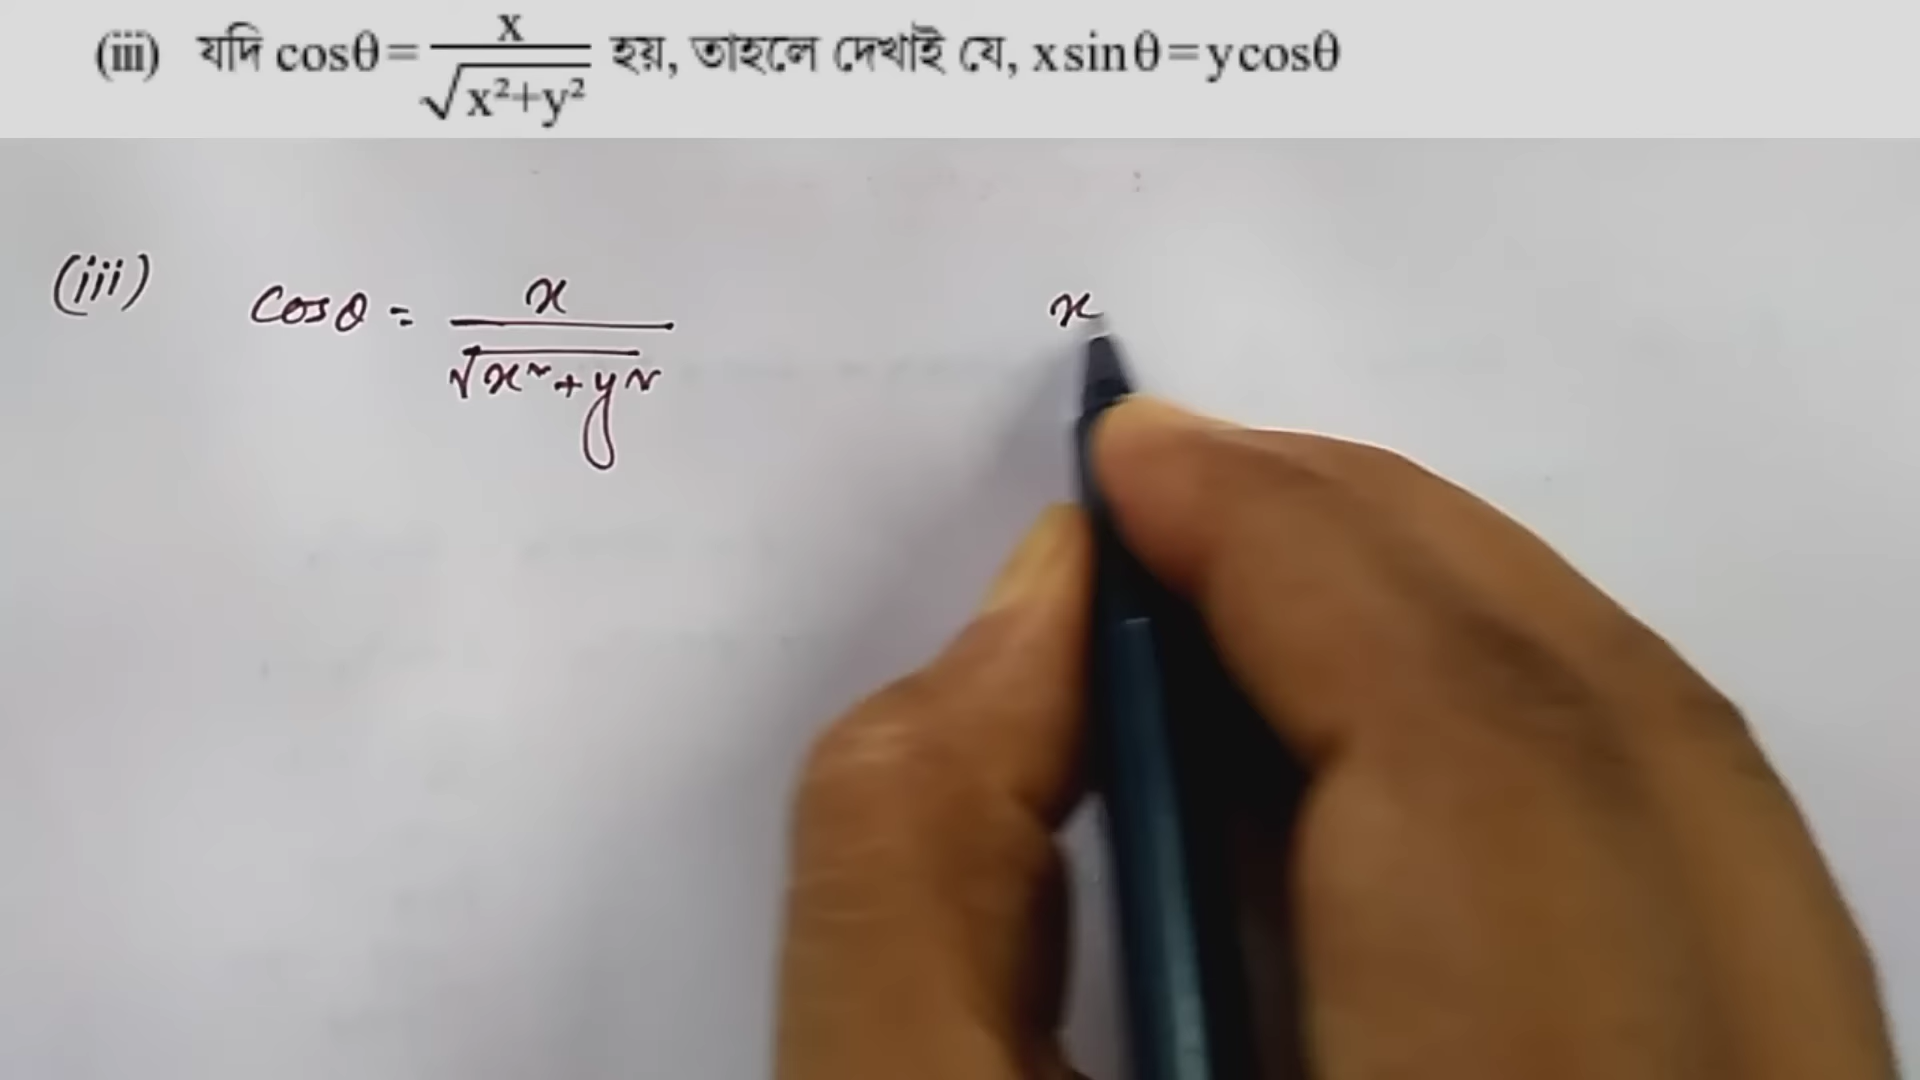 (iii) যদি cosθ = x/√(x²+y²) হয়, তাহলে দেখাই যে, x sinθ = y cosθ
(iii) cosθ = x/√(x²+y²) x